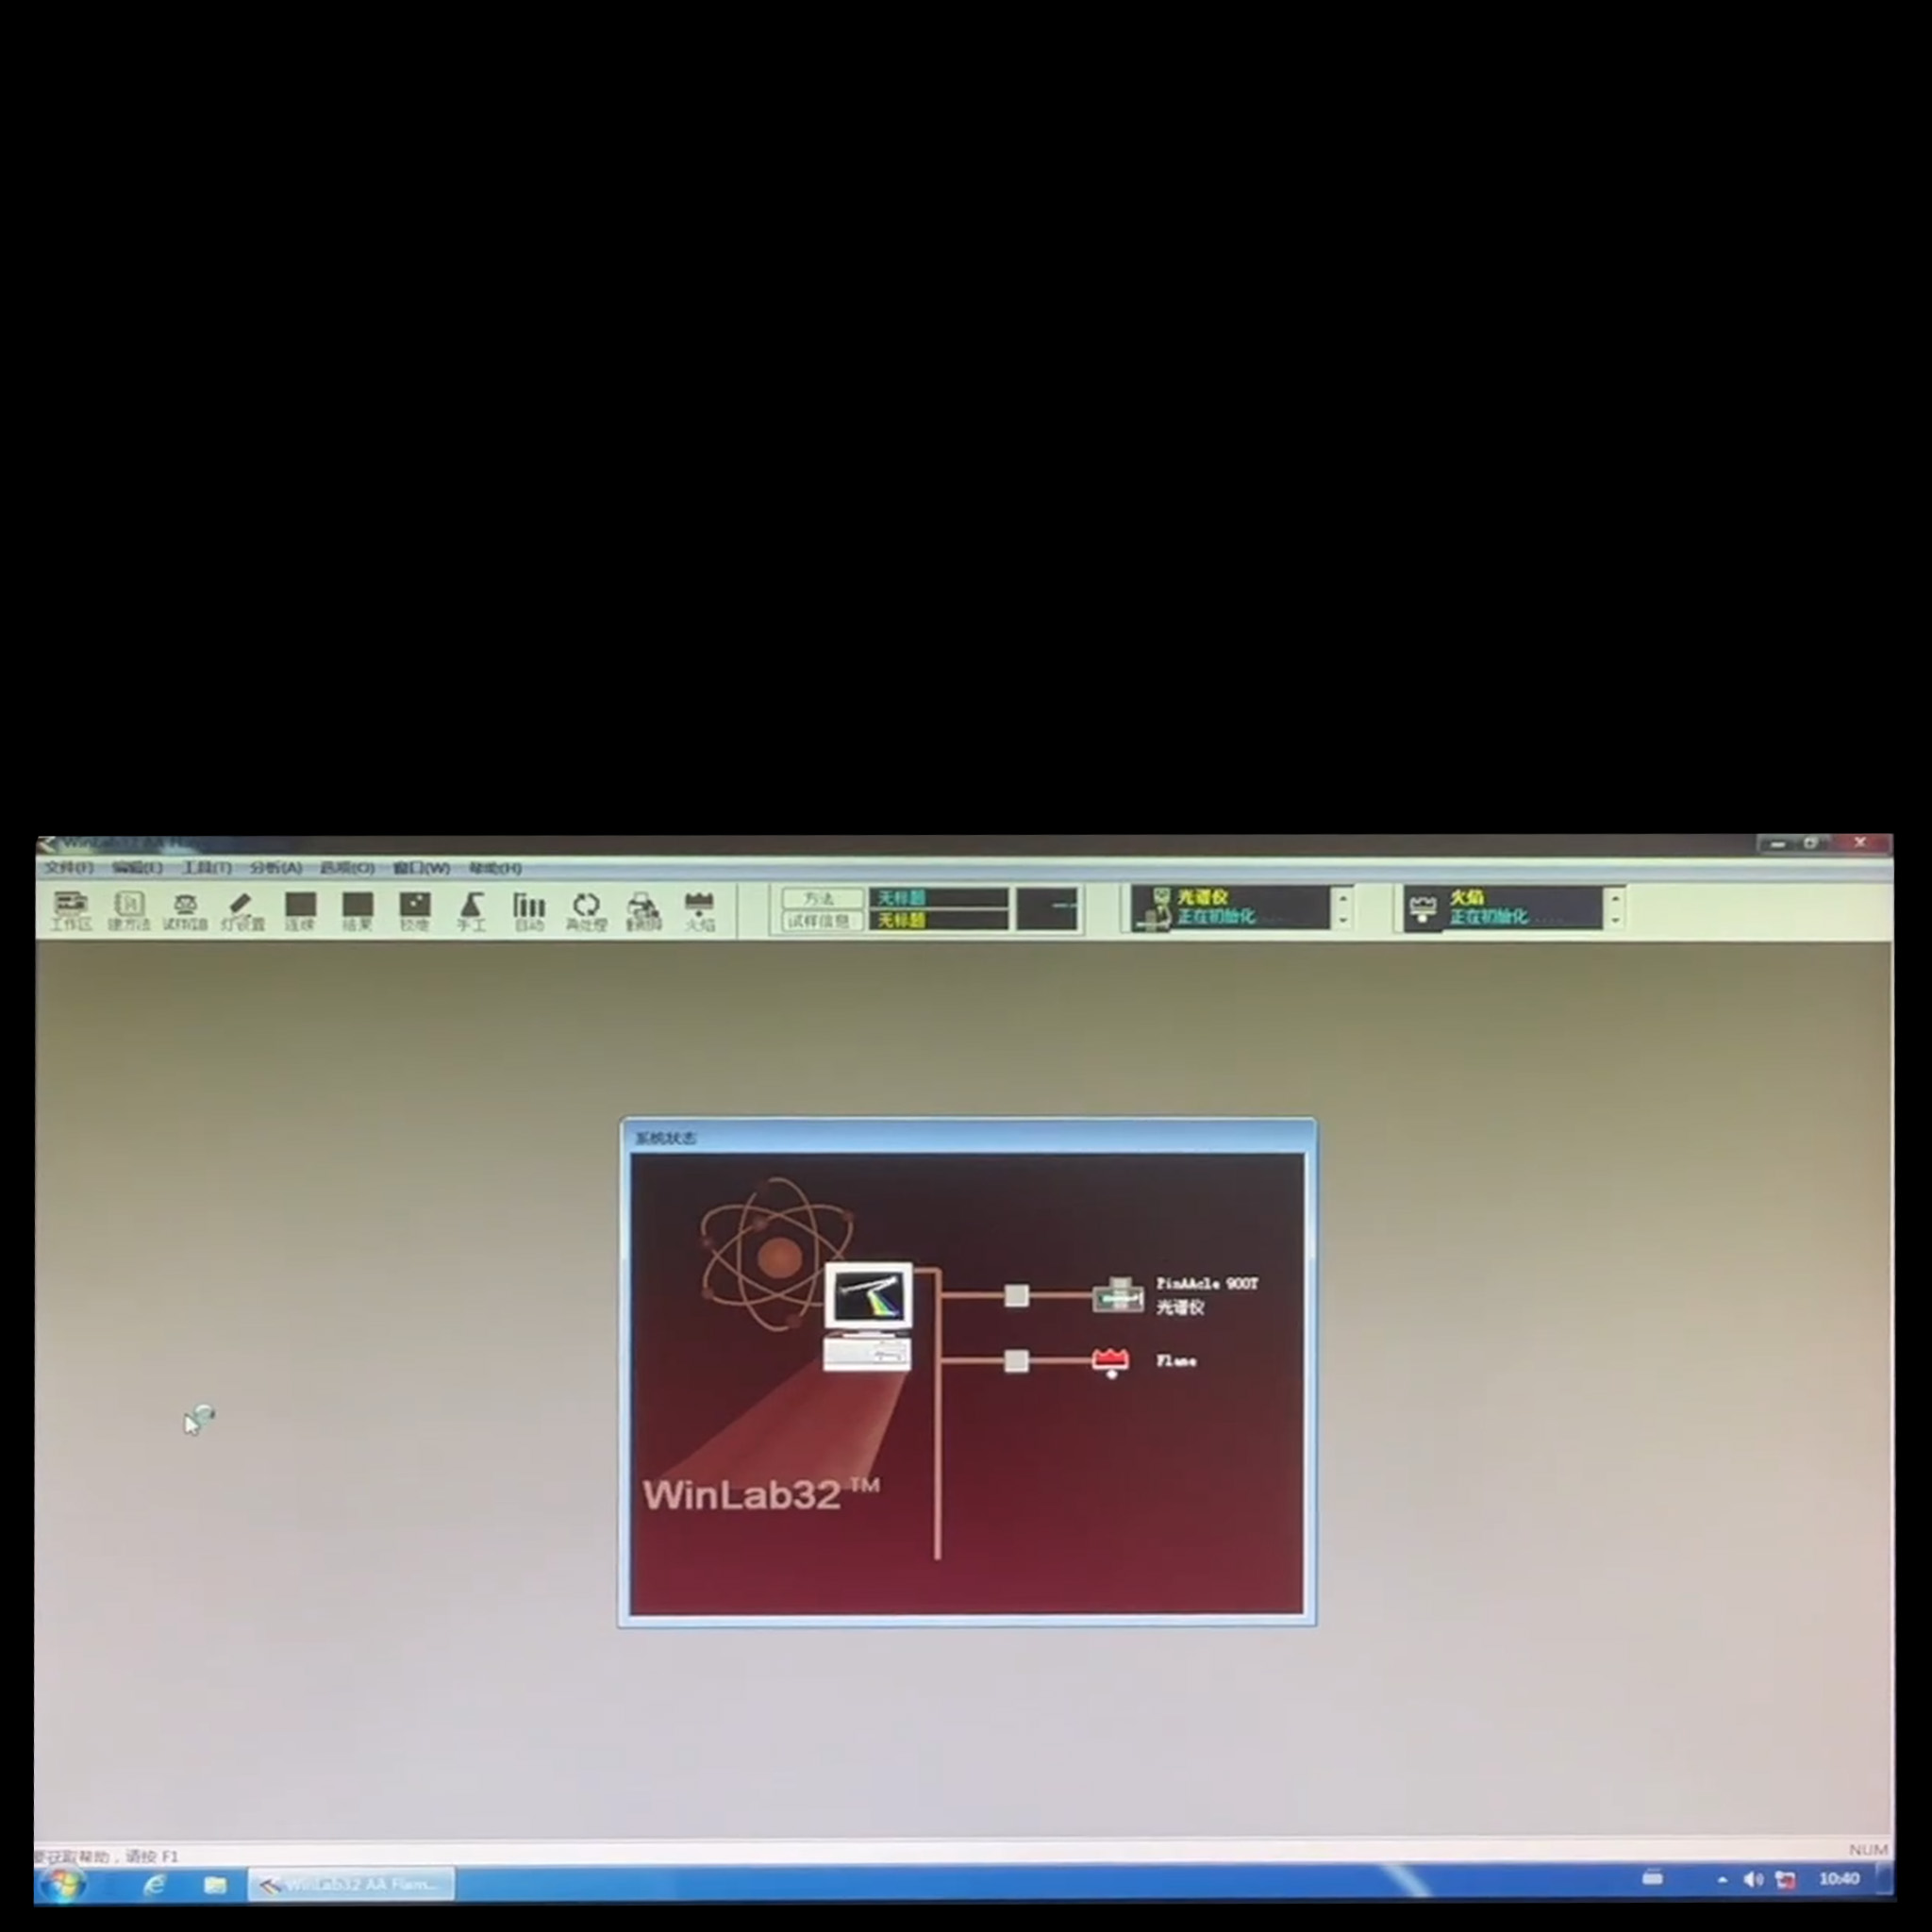 WinLab32 AA
文件(F) 编辑(E) 工具(T) 分析(A) 选项(O) 窗口(W) 帮助(H)
工作区 建方法 试样信息 灯设置 连续 结果 校准 手工 自动 再处理 火焰
方法 无标题
试样信息 无标题
光谱仪
正在初始化 ....
火焰
正在初始化 ....
系统状态
PinAAcle 900T
光谱仪
Flame
WinLab32™
要获取帮助，请按 F1
NUM
WinLab32 AA Flam...
10:40